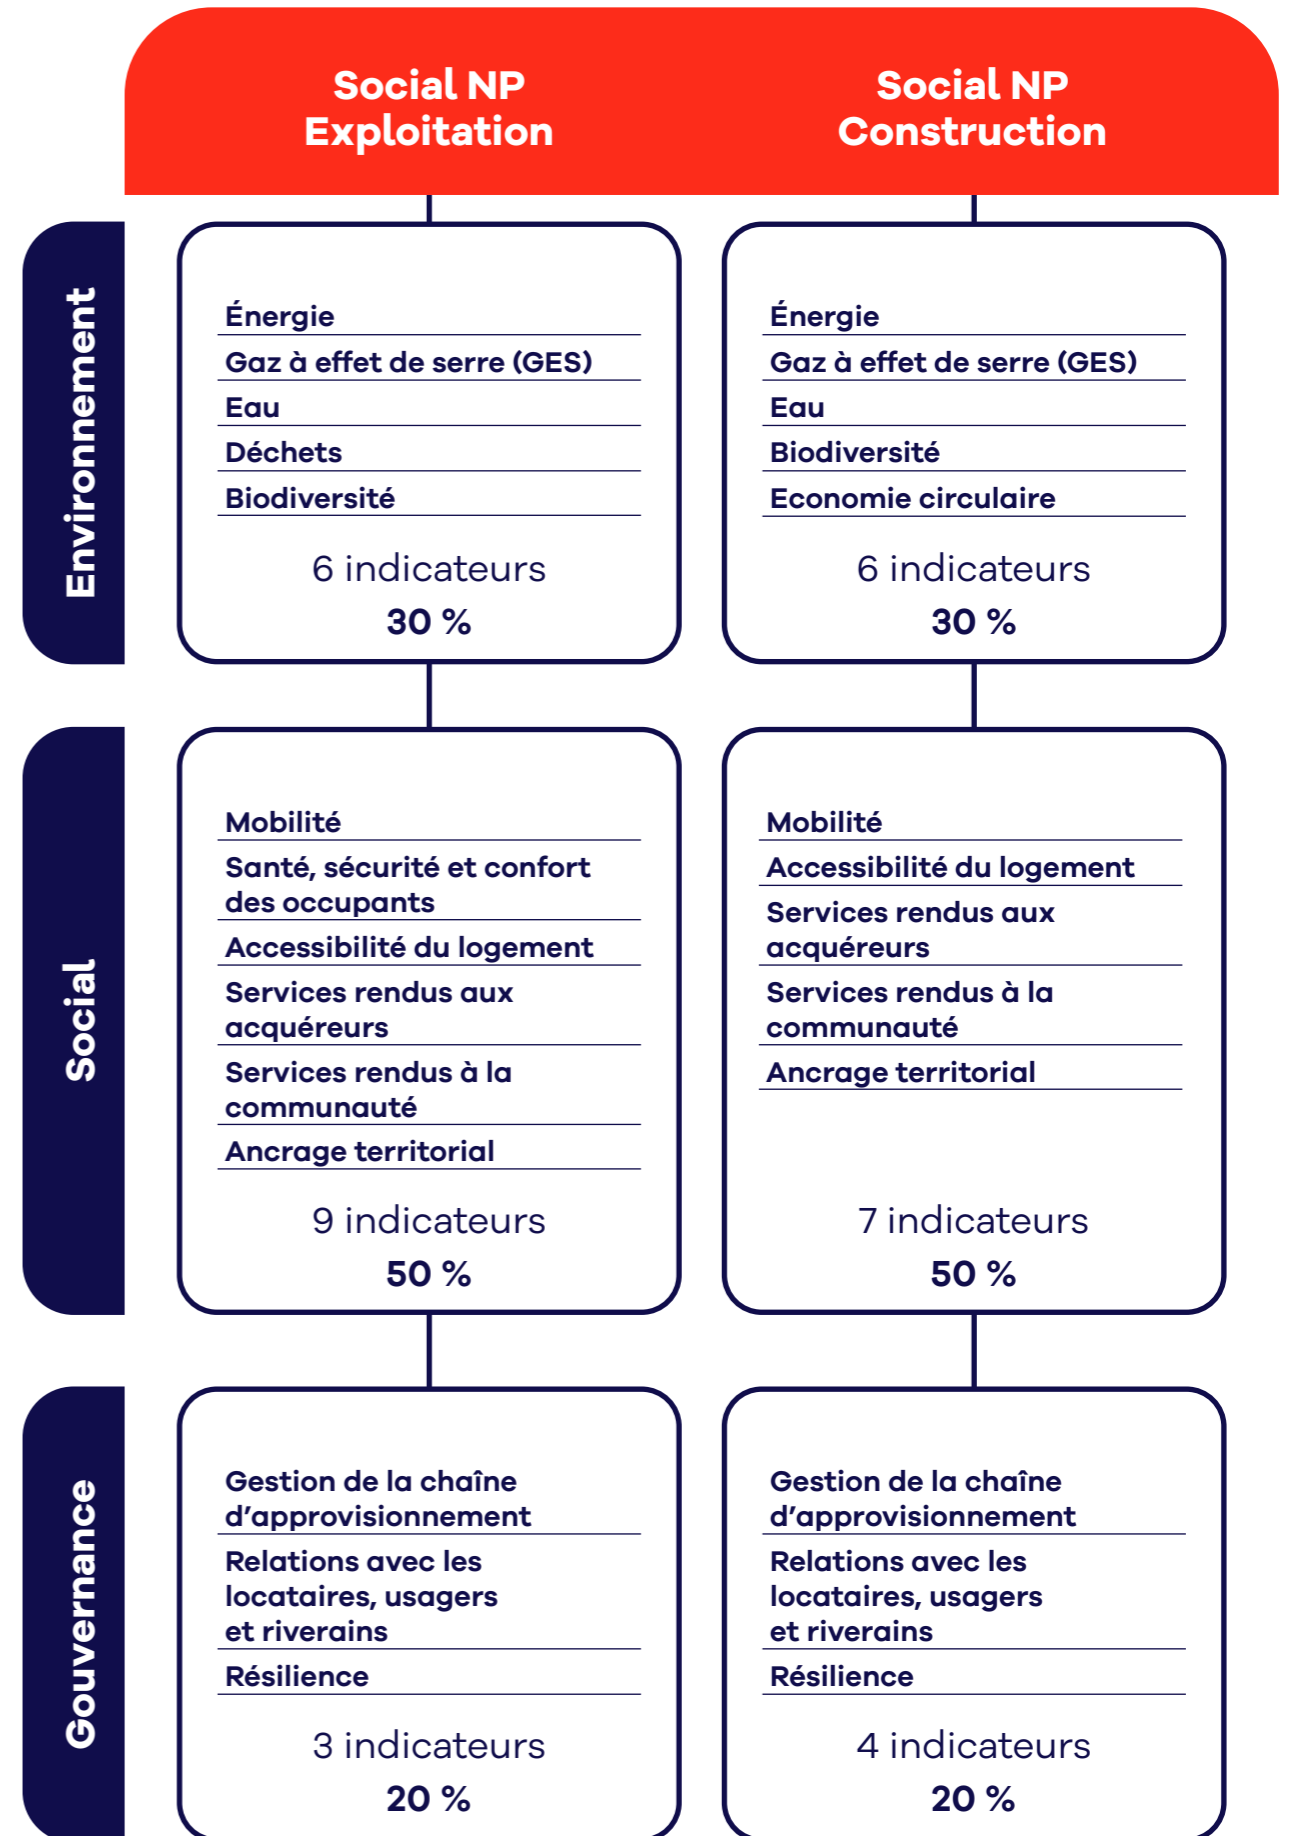 Social NP
Exploitation
Social NP
Construction
Environnement
Énergie
Gaz à effet de serre (GES)
Eau
Déchets
Biodiversité
6 indicateurs
30 %
Énergie
Gaz à effet de serre (GES)
Eau
Biodiversité
Economie circulaire
6 indicateurs
30 %
Social
Mobilité
Santé, sécurité et confort
des occupants
Accessibilité du logement
Services rendus aux
acquéreurs
Services rendus à la
communauté
Ancrage territorial
9 indicateurs
50 %
Mobilité
Accessibilité du logement
Services rendus aux
acquéreurs
Services rendus à la
communauté
Ancrage territorial
7 indicateurs
50 %
Gouvernance
Gestion de la chaîne
d’approvisionnement
Relations avec les
locataires, usagers
et riverains
Résilience
3 indicateurs
20 %
Gestion de la chaîne
d’approvisionnement
Relations avec les
locataires, usagers
et riverains
Résilience
4 indicateurs
20 %